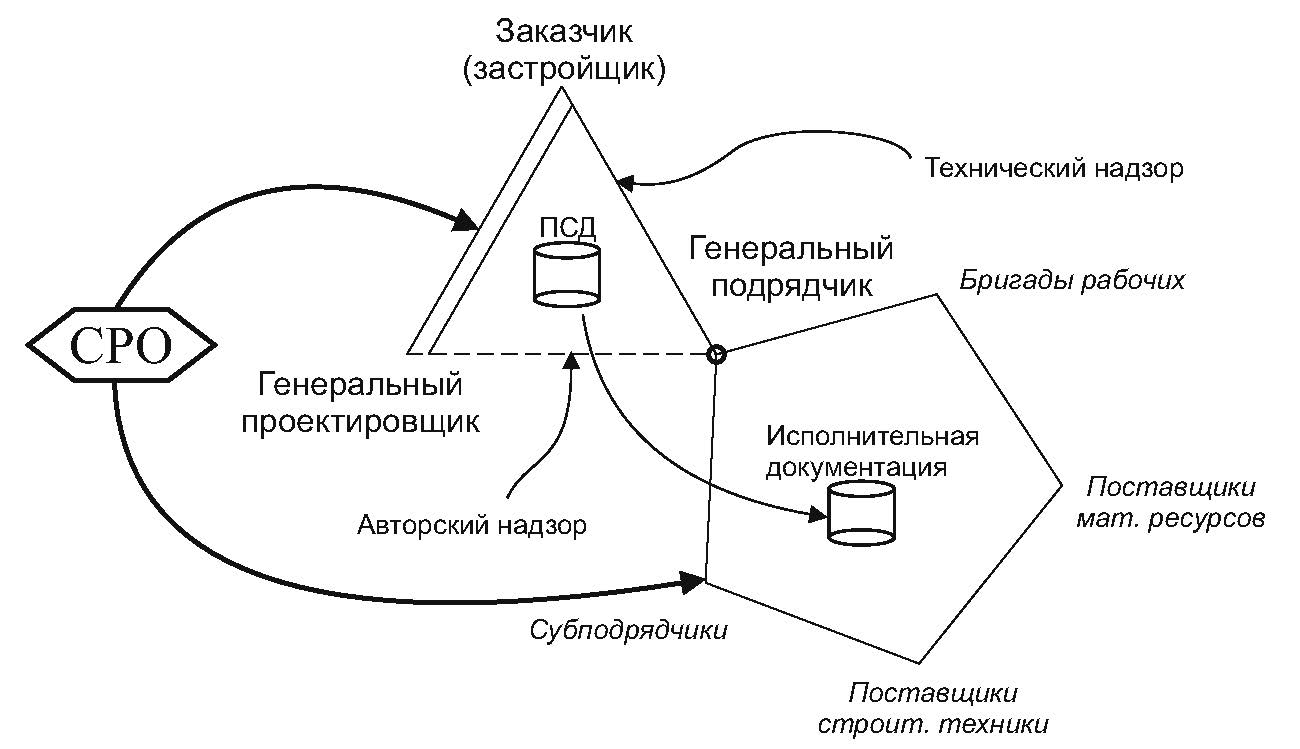 Заказчик
(застройщик)
Технический надзор
ПСД
Генеральный
подрядчик
Бригады рабочих
СРО
Генеральный
проектировщик
Исполнительная
документация
Поставщики
мат. ресурсов
Авторский надзор
Субподрядчики
Поставщики
строит. техники